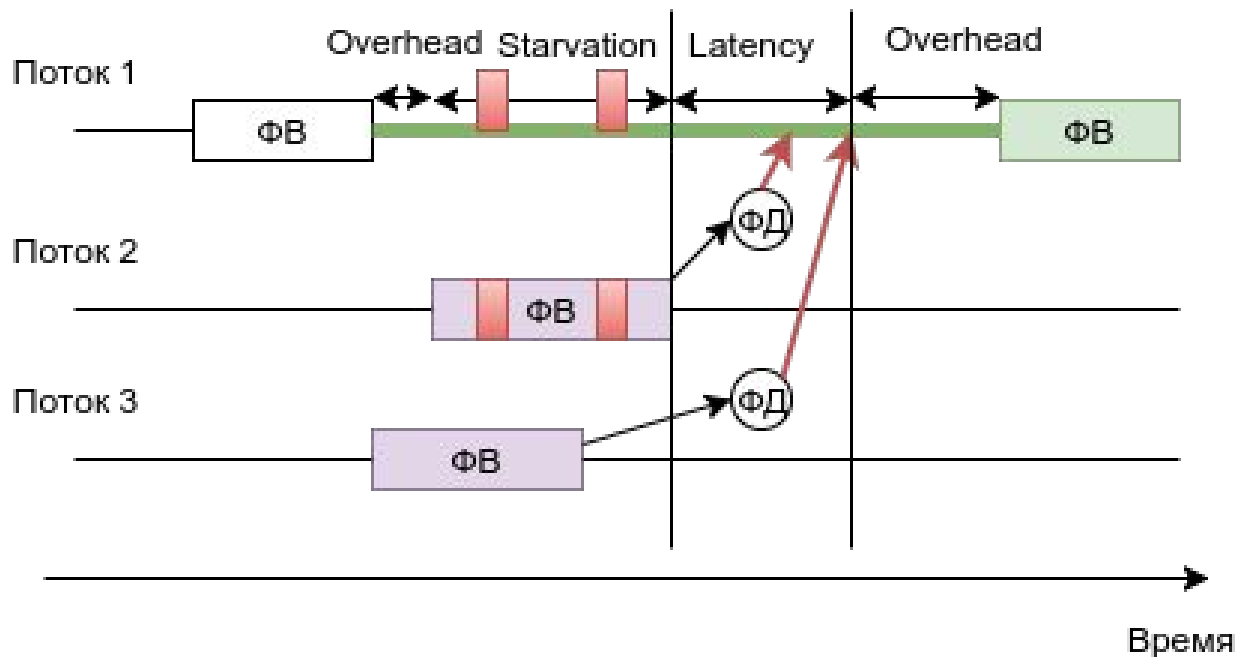 Overhead Starvation Latency Overhead
Поток 1
ФВ ФВ
ФД
Поток 2
ФВ
ФД
Поток 3
ФВ
Время